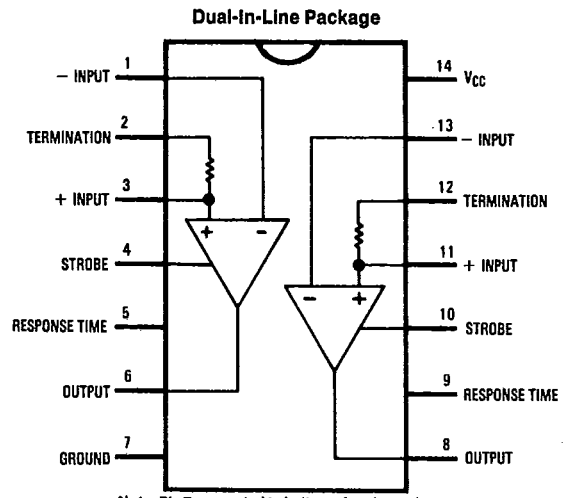 Dual-In-Line Package
− INPUT 1
TERMINATION 2
+ INPUT 3
STROBE 4
RESPONSE TIME 5
OUTPUT 6
GROUND 7
+ −
− +
14 VCC
13 − INPUT
12 TERMINATION
11 + INPUT
10 STROBE
9 RESPONSE TIME
8 OUTPUT